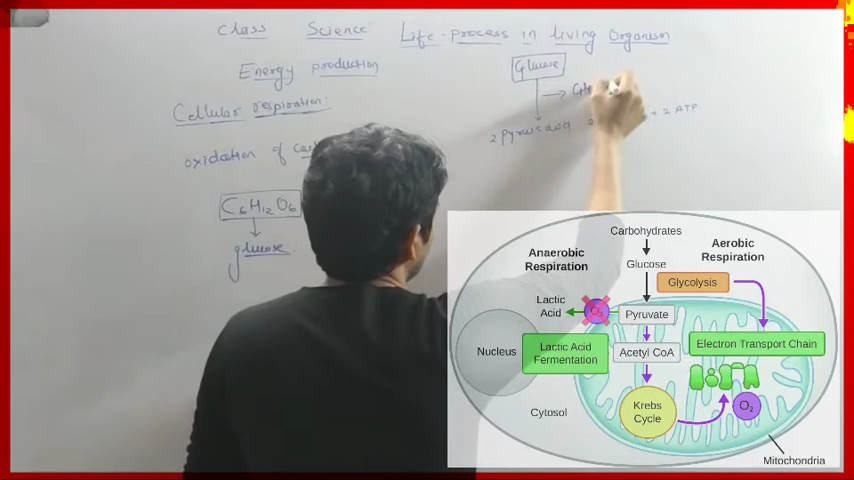 Class Science:
Life-process in living Organism
Energy production
Cellular respiration:
oxidation of
C6H12O6
glucose
Glucose
2 pyruvic acid
+ 2 ATP
Carbohydrates
Anaerobic
Respiration
Aerobic
Respiration
Glucose
Glycolysis
Lactic
Acid
O2
Pyruvate
Nucleus
Lactic Acid
Fermentation
Acetyl CoA
Electron Transport Chain
Krebs
Cycle
O2
Cytosol
Mitochondria